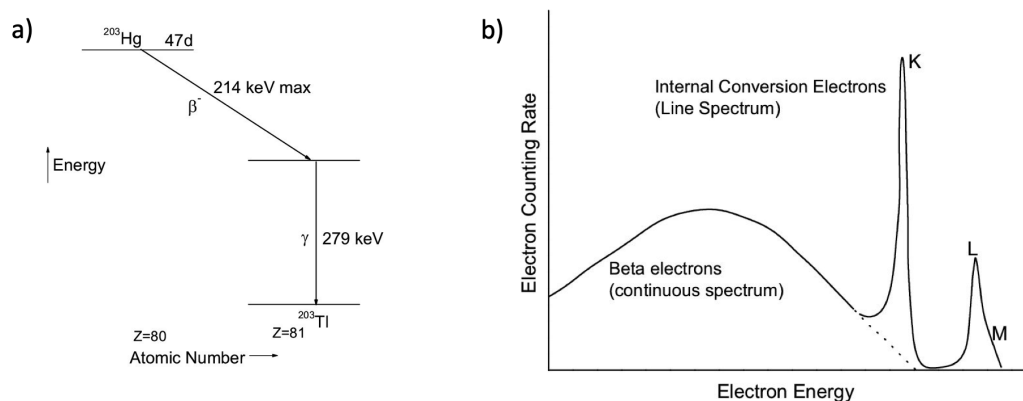 a)
²⁰³Hg 47d
214 keV max
β⁻
Energy
γ 279 keV
²⁰³Tl
Z=80 Z=81
Atomic Number
b)
Electron Counting Rate
Internal Conversion Electrons
(Line Spectrum)
Beta electrons
(continuous spectrum)
K
L
M
Electron Energy